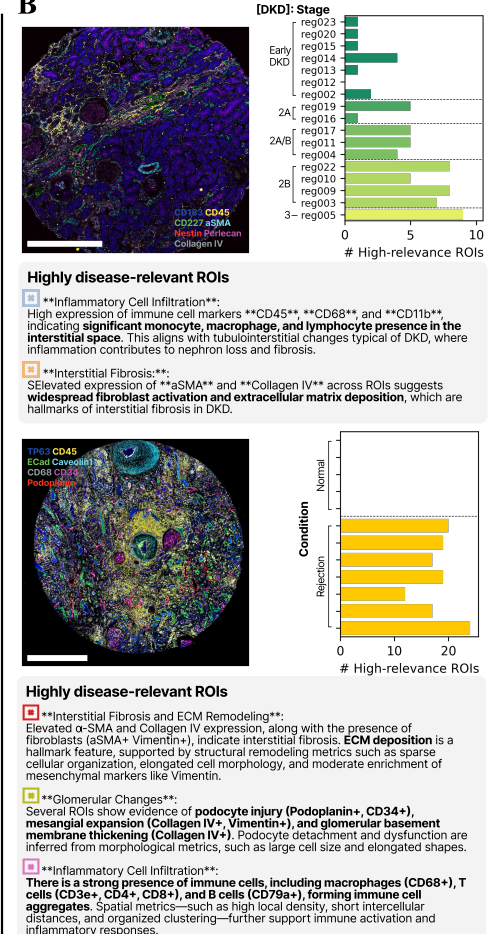 B
[DKD]: Stage
reg023
reg020
reg015
Early
DKD
reg014
reg013
reg012
reg002
2A
reg019
reg016
2A/B
reg017
reg011
reg004
2B
reg022
reg010
reg009
reg003
3
reg005
0 5 10
# High-relevance ROIs
CD45
CD227 aSMA
Nestin Perlecan
Collagen IV
Highly disease-relevant ROIs
**Inflammatory Cell Infiltration**:
High expression of immune cell markers **CD45**, **CD68**, and **CD11b**,
indicating significant monocyte, macrophage, and lymphocyte presence in the
interstitial space. This aligns with tubulointerstitial changes typical of DKD, where
inflammation contributes to nephron loss and fibrosis.
**Interstitial Fibrosis:**:
SElevated expression of **aSMA** and **Collagen IV** across ROIs suggests
widespread fibroblast activation and extracellular matrix deposition, which are
hallmarks of interstitial fibrosis in DKD.
TP63 CD45
ECad Caveolin1
CD68 CD34
Podoplanin
Condition
Normal
Rejection
0 10 20
# High-relevance ROIs
Highly disease-relevant ROIs
**Interstitial Fibrosis and ECM Remodeling**:
Elevated α-SMA and Collagen IV expression, along with the presence of
fibroblasts (aSMA+ Vimentin+), indicate interstitial fibrosis. ECM deposition is a
hallmark feature, supported by structural remodeling metrics such as sparse
cellular organization, elongated cell morphology, and moderate enrichment of
mesenchymal markers like Vimentin.
**Glomerular Changes**:
Several ROIs show evidence of podocyte injury (Podoplanin+, CD34+),
mesangial expansion (Collagen IV+, Vimentin+), and glomerular basement
membrane thickening (Collagen IV+). Podocyte detachment and dysfunction are
inferred from morphological metrics, such as large cell size and elongated shapes.
**Inflammatory Cell Infiltration**:
There is a strong presence of immune cells, including macrophages (CD68+), T
cells (CD3e+, CD4+, CD8+), and B cells (CD79a+), forming immune cell
aggregates. Spatial metrics—such as high local density, short intercellular
distances, and organized clustering—further support immune activation and
inflammatory responses.